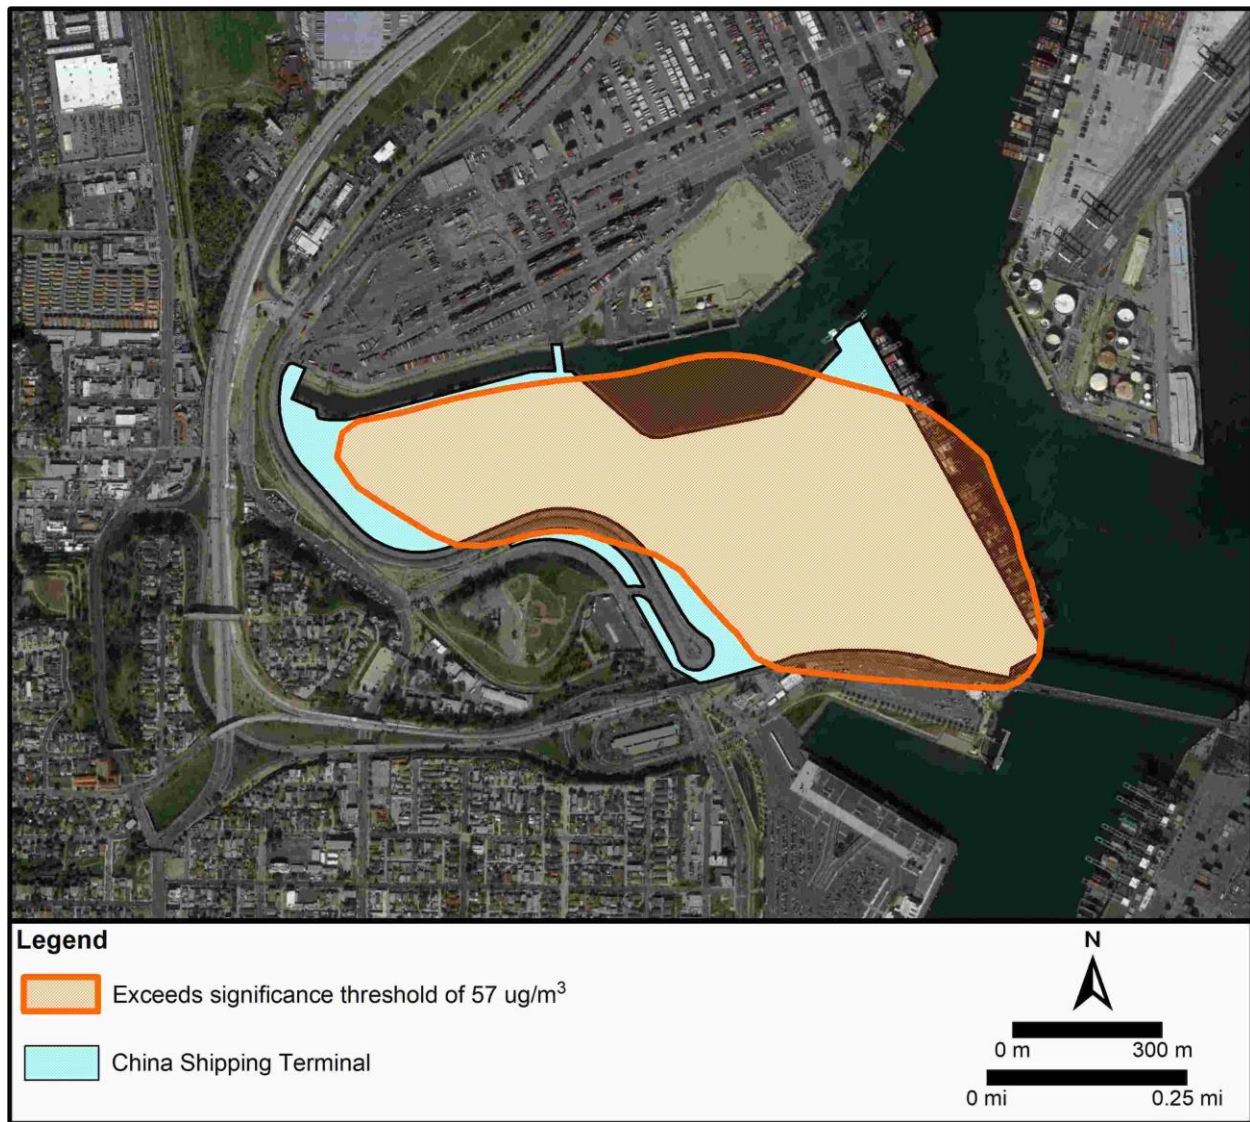 Legend
Exceeds significance threshold of 57 ug/m³
China Shipping Terminal
N
0 m 300 m
0 mi 0.25 mi